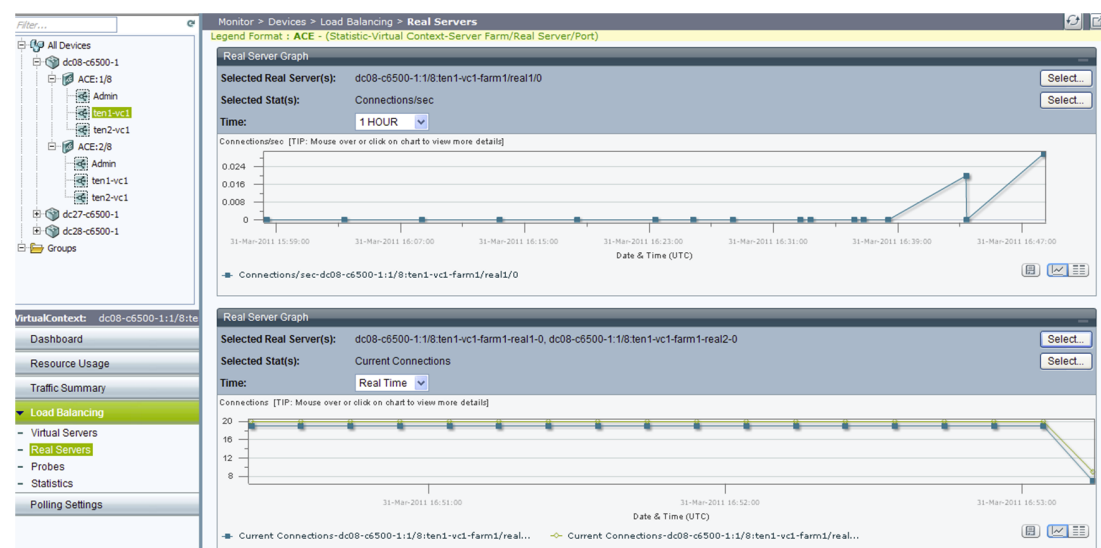 Filter...
All Devices
dc08-c6500-1
ACE:1/8
Admin
ten1-vc1
ten2-vc1
ACE:2/8
Admin
ten1-vc1
ten2-vc1
dc27-c6500-1
dc28-c6500-1
Groups
VirtualContext: dc08-c6500-1:1/8:te
Dashboard
Resource Usage
Traffic Summary
Load Balancing
Virtual Servers
Real Servers
Probes
Statistics
Polling Settings
Monitor > Devices > Load Balancing > Real Servers
Legend Format : ACE - (Statistic-Virtual Context-Server Farm/Real Server/Port)
Real Server Graph
Selected Real Server(s): dc08-c6500-1:1/8:ten1-vc1-farm1/real1/0 Select...
Selected Stat(s): Connections/sec Select...
Time: 1 HOUR
Connections/sec [TIP: Mouse over or click on chart to view more details]
0.024
0.016
0.008
0
31-Mar-2011 15:59:00 31-Mar-2011 16:07:00 31-Mar-2011 16:15:00 31-Mar-2011 16:23:00 31-Mar-2011 16:31:00 31-Mar-2011 16:39:00 31-Mar-2011 16:47:00
Date & Time (UTC)
Connections/sec-dc08-c6500-1:1/8:ten1-vc1-farm1/real1/0
Real Server Graph
Selected Real Server(s): dc08-c6500-1:1/8:ten1-vc1-farm1-real1-0, dc08-c6500-1:1/8:ten1-vc1-farm1-real2-0 Select...
Selected Stat(s): Current Connections Select...
Time: Real Time
Connections [TIP: Mouse over or click on chart to view more details]
20
16
12
8
31-Mar-2011 16:51:00 31-Mar-2011 16:52:00 31-Mar-2011 16:53:00
Date & Time (UTC)
Current Connections-dc08-c6500-1:1/8:ten1-vc1-farm1/real... Current Connections-dc08-c6500-1:1/8:ten1-vc1-farm1/real...